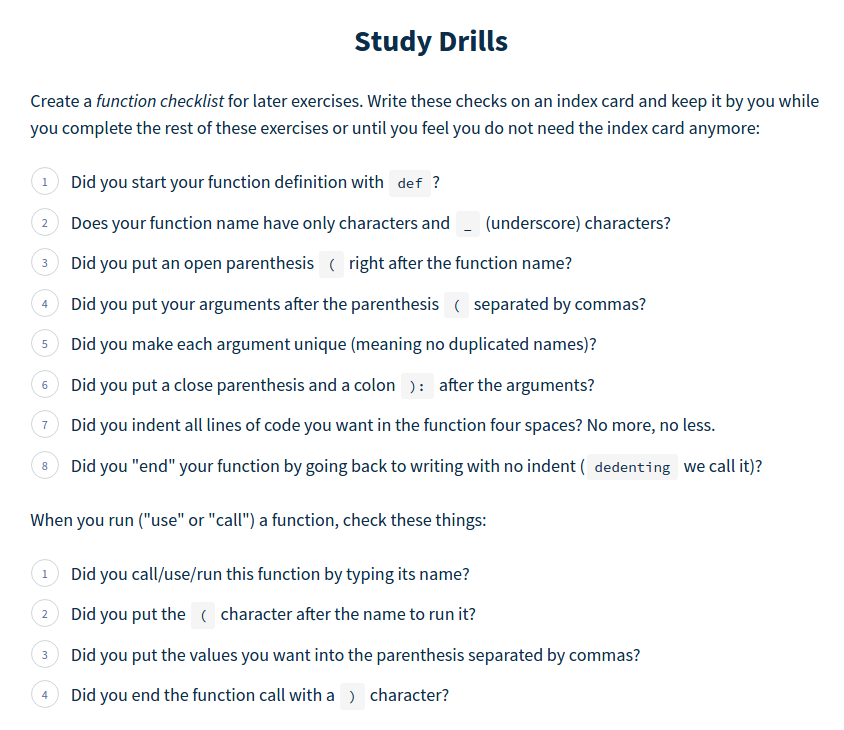 Study Drills
Create a function checklist for later exercises. Write these checks on an index card and keep it by you while
you complete the rest of these exercises or until you feel you do not need the index card anymore:
1 Did you start your function definition with def ?
2 Does your function name have only characters and _ (underscore) characters?
3 Did you put an open parenthesis ( right after the function name?
4 Did you put your arguments after the parenthesis ( separated by commas?
5 Did you make each argument unique (meaning no duplicated names)?
6 Did you put a close parenthesis and a colon ): after the arguments?
7 Did you indent all lines of code you want in the function four spaces? No more, no less.
8 Did you "end" your function by going back to writing with no indent ( dedenting we call it)?
When you run ("use" or "call") a function, check these things:
1 Did you call/use/run this function by typing its name?
2 Did you put the ( character after the name to run it?
3 Did you put the values you want into the parenthesis separated by commas?
4 Did you end the function call with a ) character?